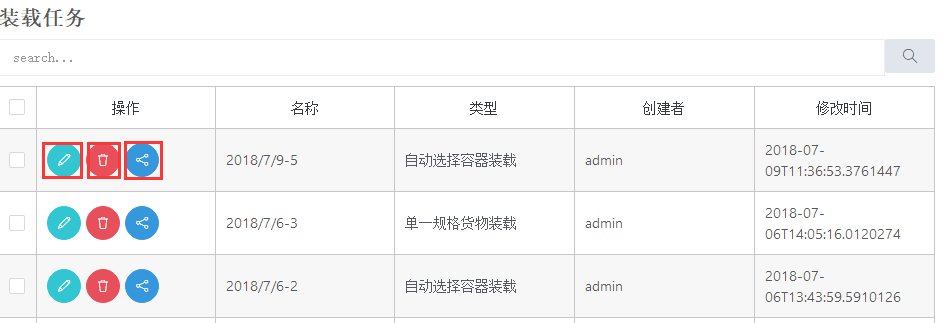 装载任务
search...
操作 名称 类型 创建者 修改时间
2018/7/9-5 自动选择容器装载 admin 2018-07-
09T11:36:53.3761447
2018/7/6-3 单一规格货物装载 admin 2018-07-
06T14:05:16.0120274
2018/7/6-2 自动选择容器装载 admin 2018-07-
06T13:43:59.5910126